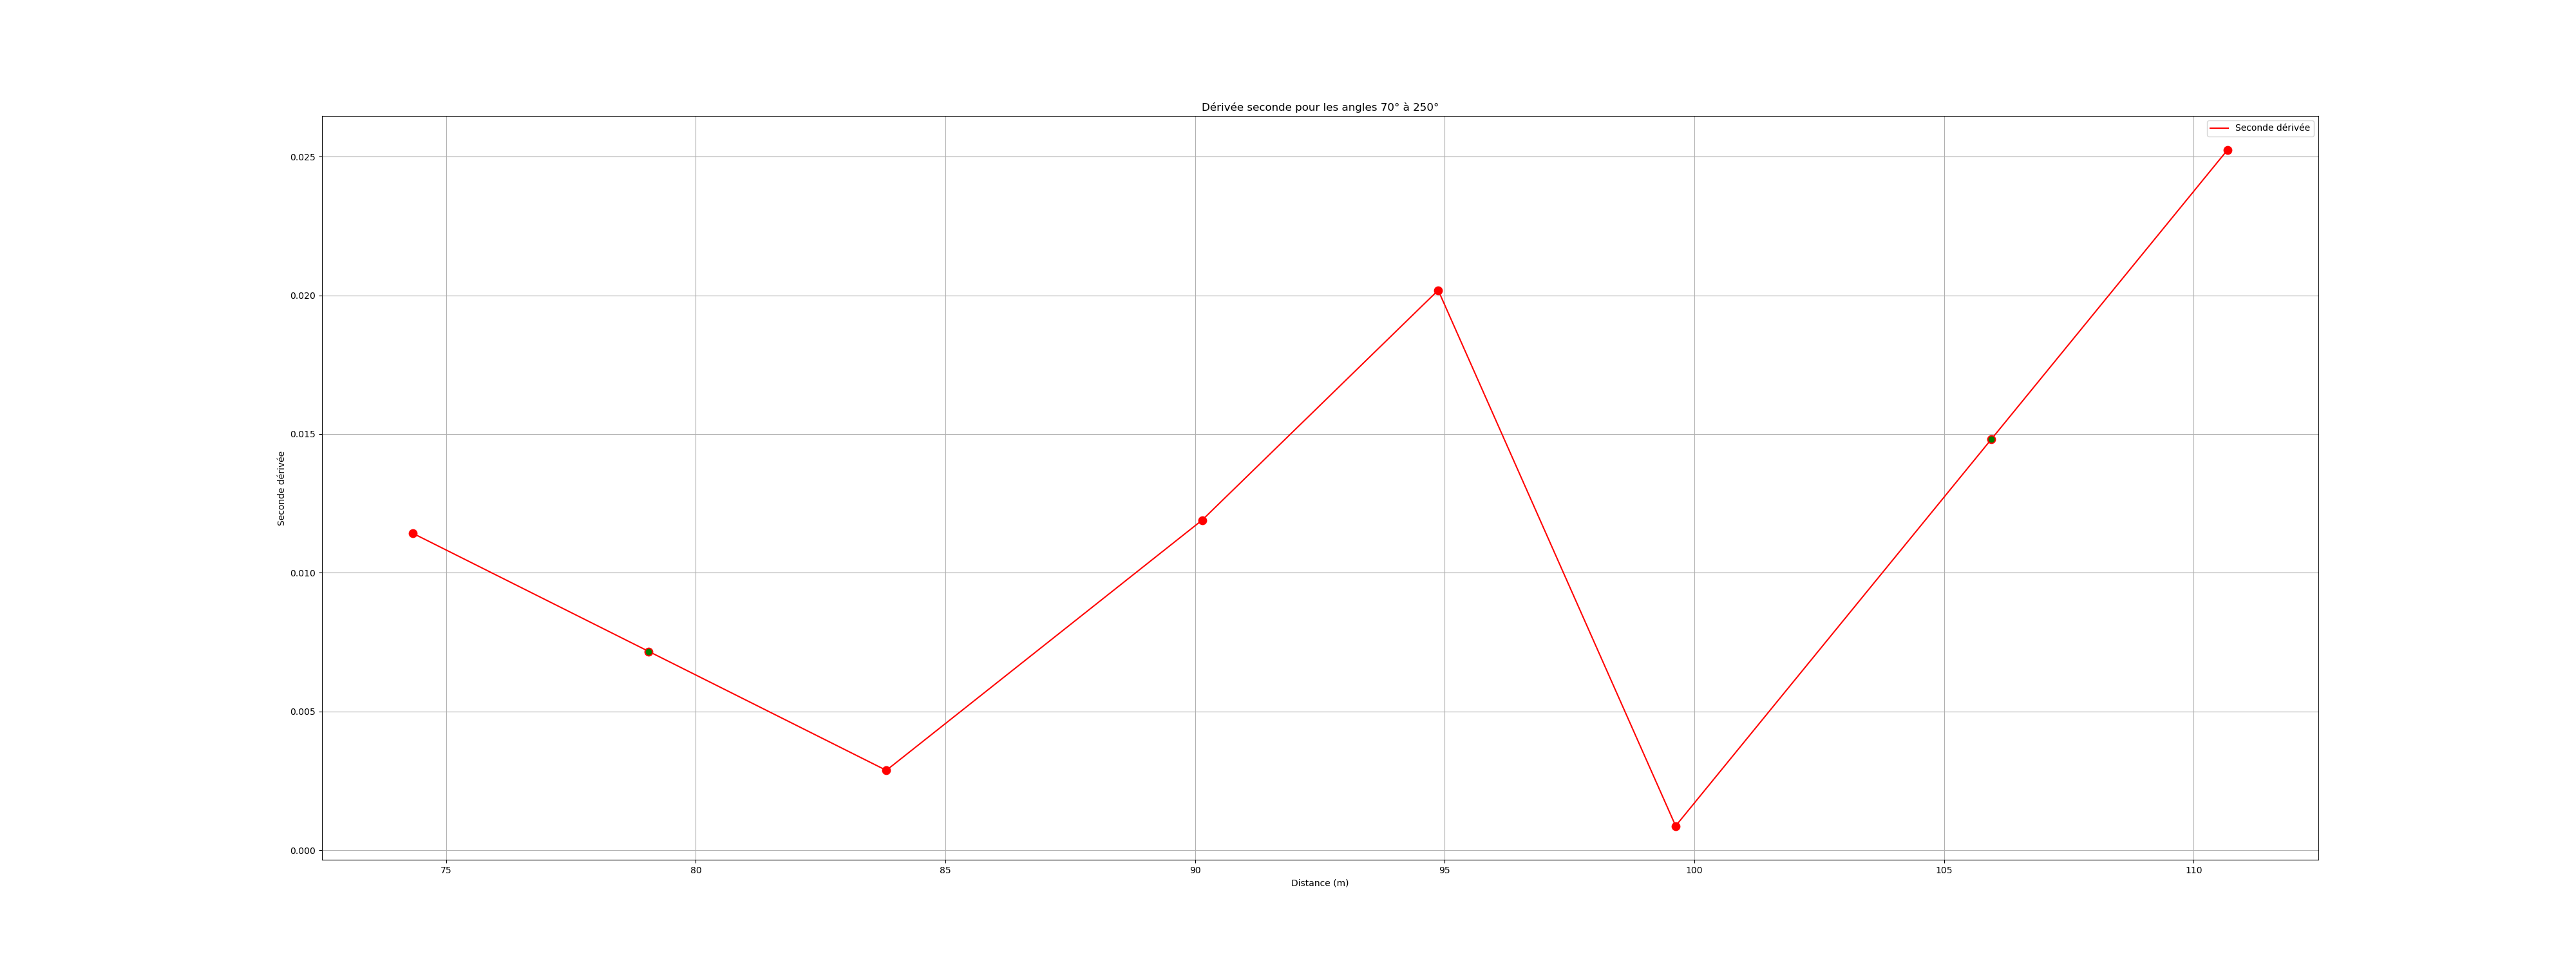 Dérivée seconde pour les angles 70° à 250°
Seconde dérivée
0.025
0.020
0.015
0.010
0.005
0.000
Seconde dérivée
75 80 85 90 95 100 105 110
Distance (m)